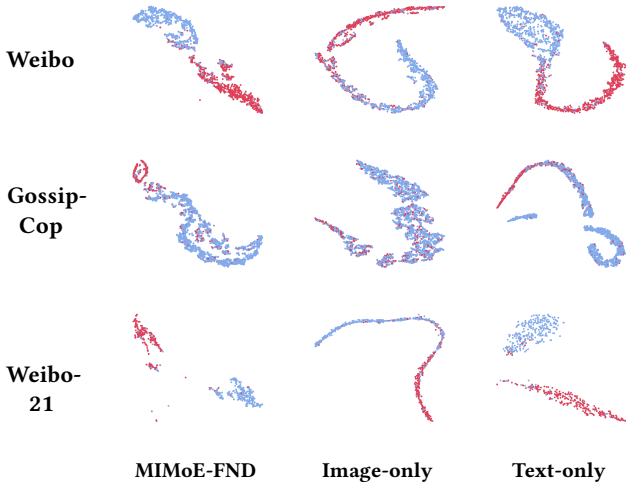 Weibo
Gossip-
Cop
Weibo-
21
MIMoE-FND Image-only Text-only